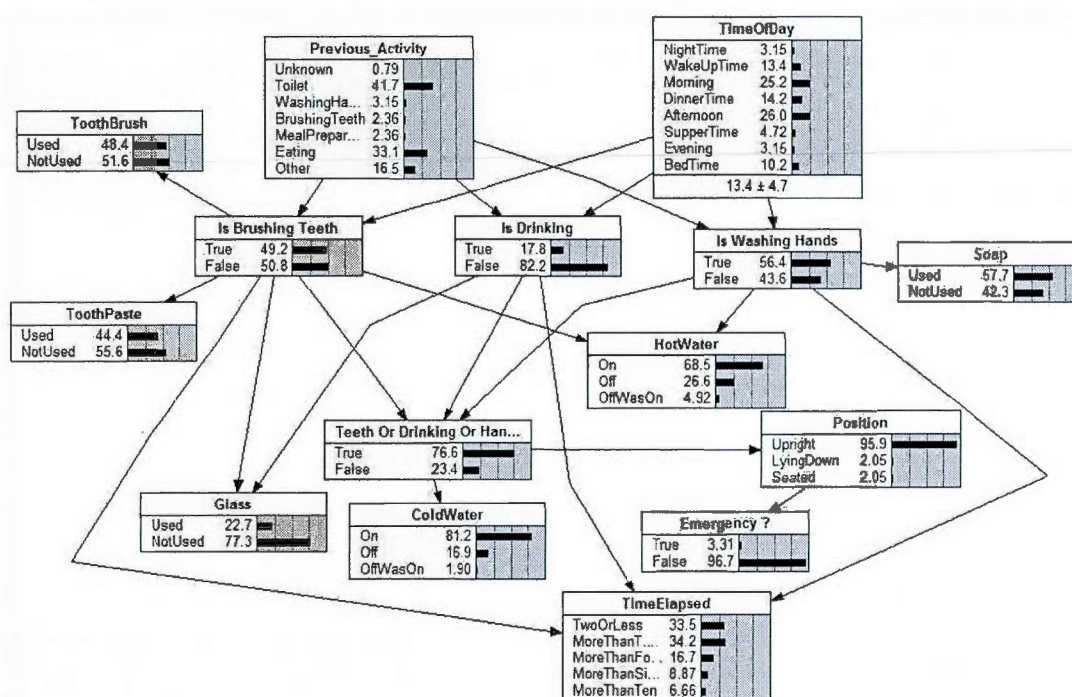 Previous_Activity
Unknown 0.79
Toilet 41.7
WashingHa... 3.15
BrushingTeeth 2.36
MealPrepar... 2.36
Eating 33.1
Other 16.5
TimeOfDay
NightTime 3.15
WakeUpTime 13.4
Morning 25.2
DinnerTime 14.2
Afternoon 26.0
SupperTime 4.72
Evening 3.15
BedTime 10.2
13.4 ± 4.7
ToothBrush
Used 48.4
NotUsed 51.6
Is Brushing Teeth
True 49.2
False 50.8
Is Drinking
True 17.8
False 82.2
Is Washing Hands
True 56.4
False 43.6
Soap
Used 57.7
NotUsed 42.3
ToothPaste
Used 44.4
NotUsed 55.6
HotWater
On 68.5
Off 26.6
OffWasOn 4.92
Teeth Or Drinking Or Han...
True 76.6
False 23.4
Position
Upright 95.9
LyingDown 2.05
Seated 2.05
Glass
Used 22.7
NotUsed 77.3
ColdWater
On 81.2
Off 16.9
OffWasOn 1.90
Emergency ?
True 3.31
False 96.7
TimeElapsed
TwoOrLess 33.5
MoreThanT... 34.2
MoreThanFo... 16.7
MoreThanSi... 8.87
MoreThanTen 6.66